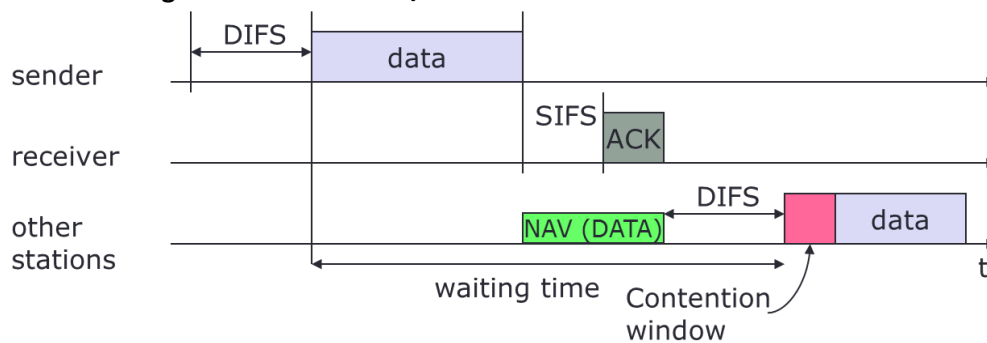 DIFS
data
sender
SIFS
ACK
receiver
DIFS
other
stations
NAV (DATA)
data
t
waiting time
Contention
window